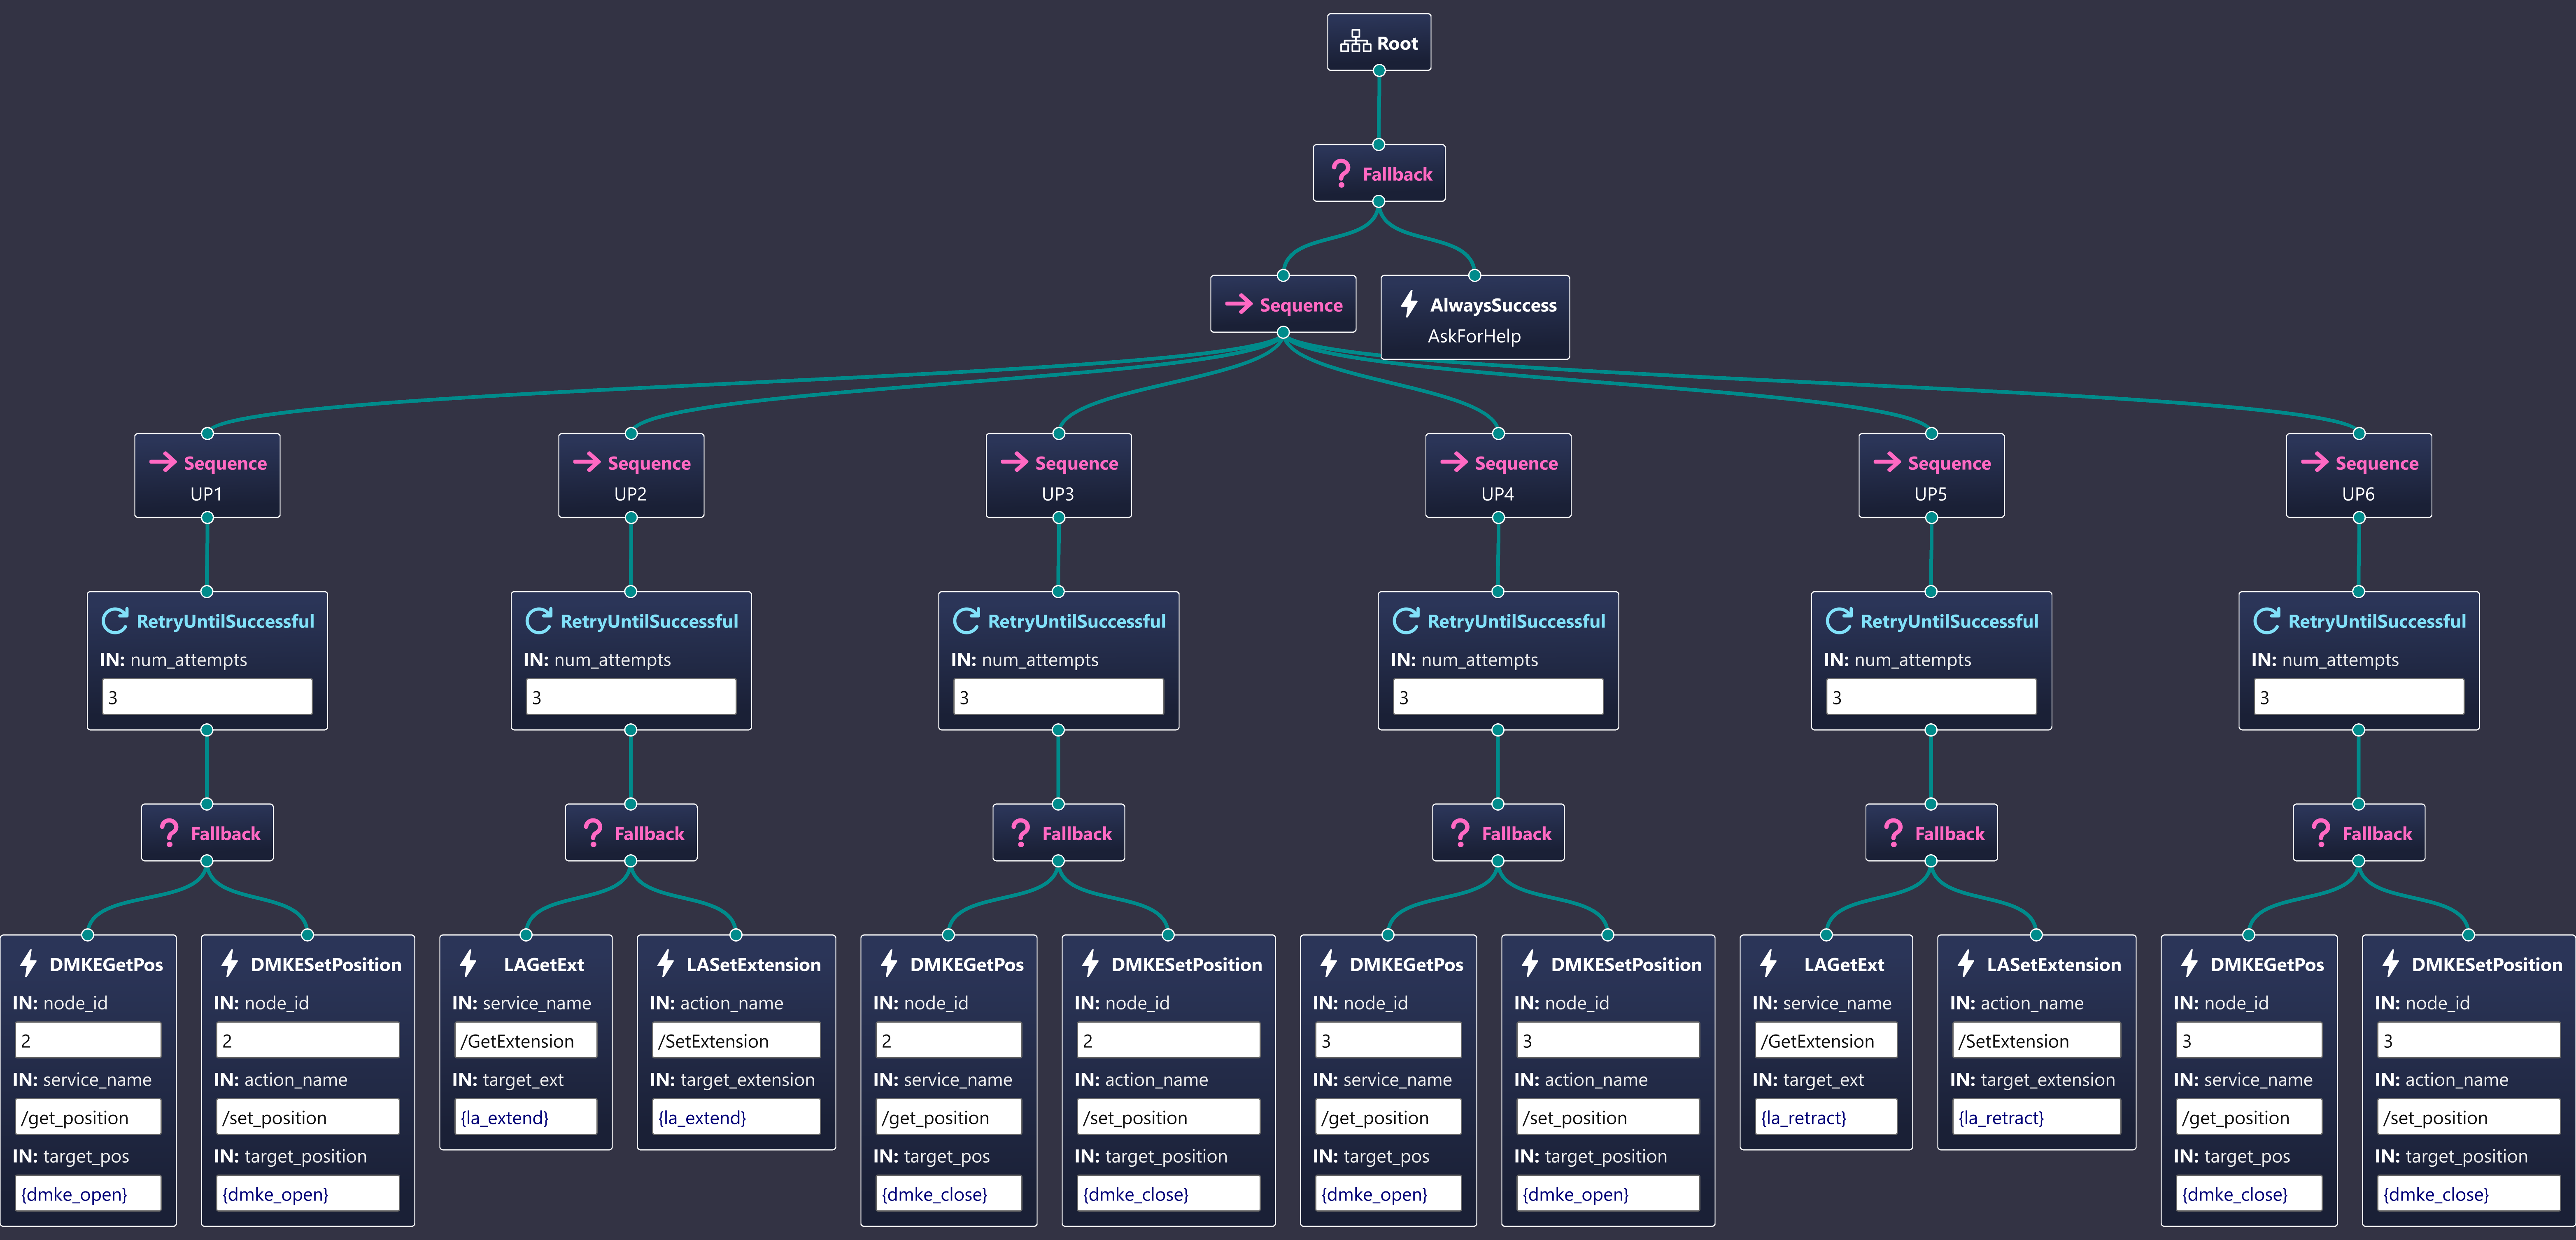 Root
Fallback
Sequence
AlwaysSuccess
AskForHelp
Sequence
UP1
Sequence
UP2
Sequence
UP3
Sequence
UP4
Sequence
UP5
Sequence
UP6
RetryUntilSuccessful
IN: num_attempts
3
RetryUntilSuccessful
IN: num_attempts
3
RetryUntilSuccessful
IN: num_attempts
3
RetryUntilSuccessful
IN: num_attempts
3
RetryUntilSuccessful
IN: num_attempts
3
RetryUntilSuccessful
IN: num_attempts
3
Fallback
Fallback
Fallback
Fallback
Fallback
Fallback
DMKEGetPos
IN: node_id
2
IN: service_name
/get_position
IN: target_pos
{dmke_open}
DMKESetPosition
IN: node_id
2
IN: action_name
/set_position
IN: target_position
{dmke_open}
LAGetExt
IN: service_name
/GetExtension
IN: target_ext
{la_extend}
LASetExtension
IN: action_name
/SetExtension
IN: target_extension
{la_extend}
DMKEGetPos
IN: node_id
2
IN: service_name
/get_position
IN: target_pos
{dmke_close}
DMKESetPosition
IN: node_id
2
IN: action_name
/set_position
IN: target_position
{dmke_close}
DMKEGetPos
IN: node_id
3
IN: service_name
/get_position
IN: target_pos
{dmke_open}
DMKESetPosition
IN: node_id
3
IN: action_name
/set_position
IN: target_position
{dmke_open}
LAGetExt
IN: service_name
/GetExtension
IN: target_ext
{la_retract}
LASetExtension
IN: action_name
/SetExtension
IN: target_extension
{la_retract}
DMKEGetPos
IN: node_id
3
IN: service_name
/get_position
IN: target_pos
{dmke_close}
DMKESetPosition
IN: node_id
3
IN: action_name
/set_position
IN: target_position
{dmke_close}